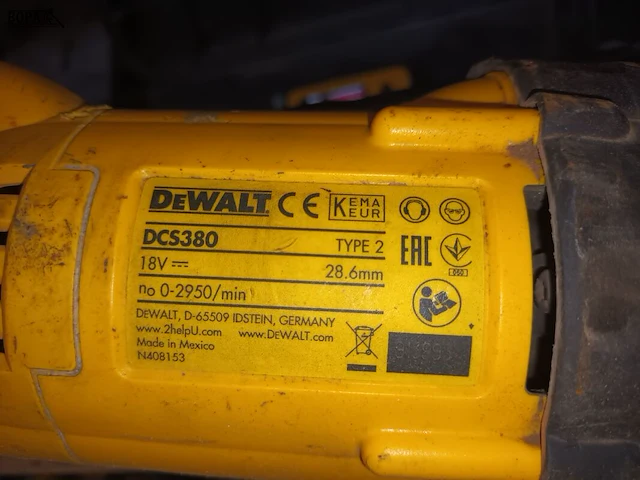 DEWALT CE KEMA KEUR
DCS380 TYPE 2
18V 28.6mm
no 0-2950/min
DEWALT, D-65509 IDSTEIN, GERMANY
www.2helpU.com www.DEWALT.com
Made in Mexico
N408153
EAC